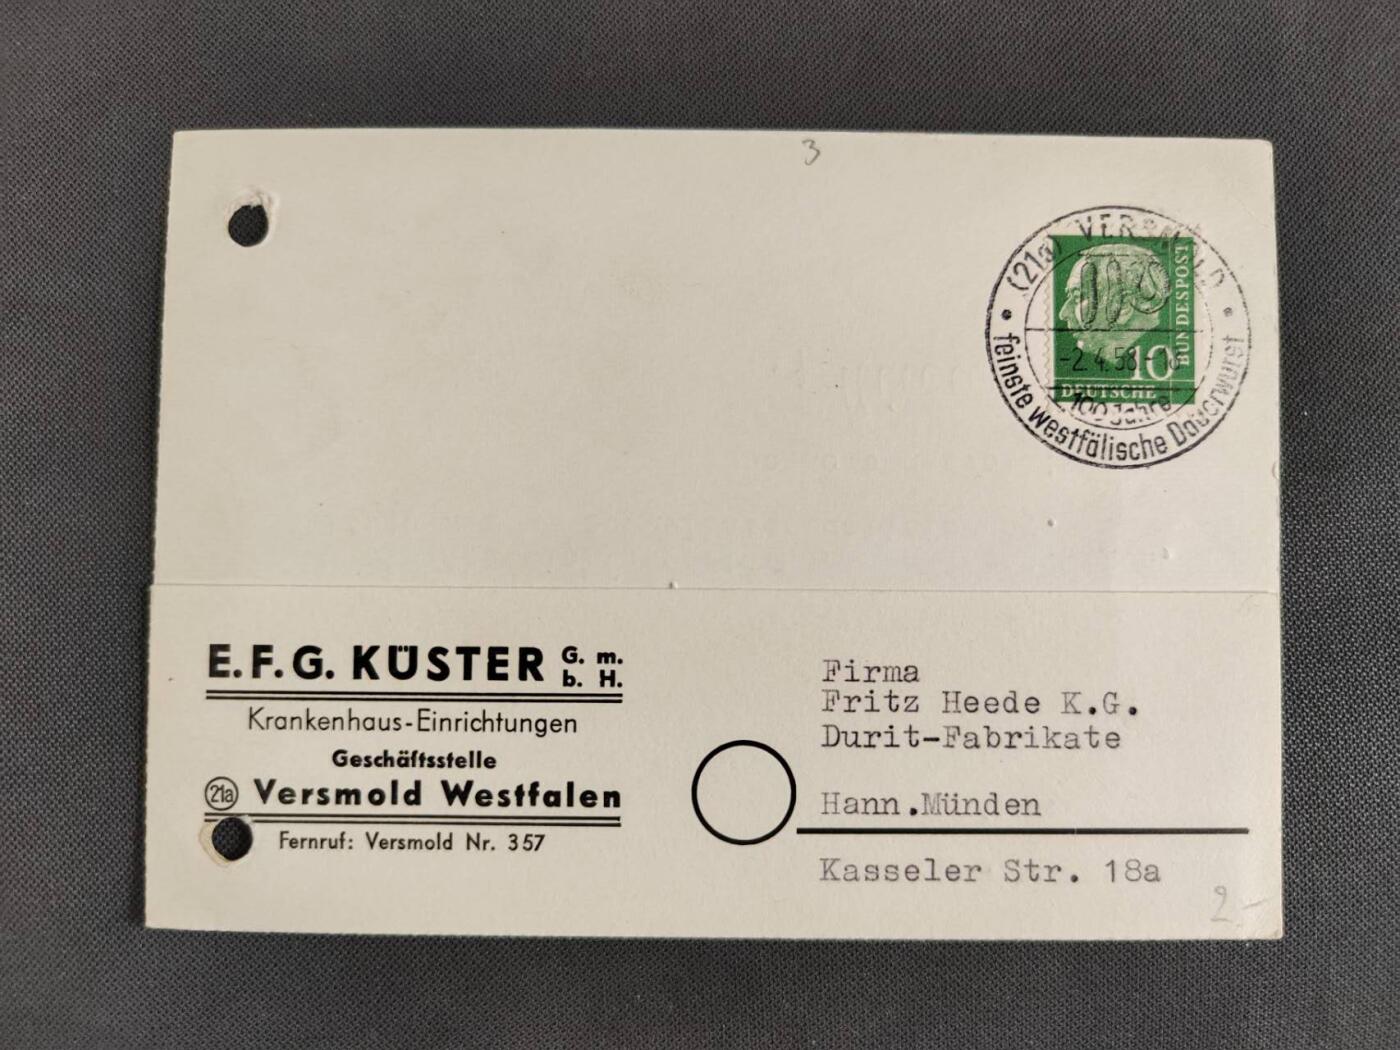 3
(21a) VERSMOLD
-2.4.58-18
100 Jahre
feinste westfälische Dauerwurst
BUNDESPOST
10
DEUTSCHE
E.F.G. KÜSTER G. m. b. H.
Krankenhaus-Einrichtungen
Geschäftsstelle
21a Versmold Westfalen
Fernruf: Versmold Nr. 357
Firma
Fritz Heede K.G.
Durit-Fabrikate
Hann.Münden
Kasseler Str. 18a
2-